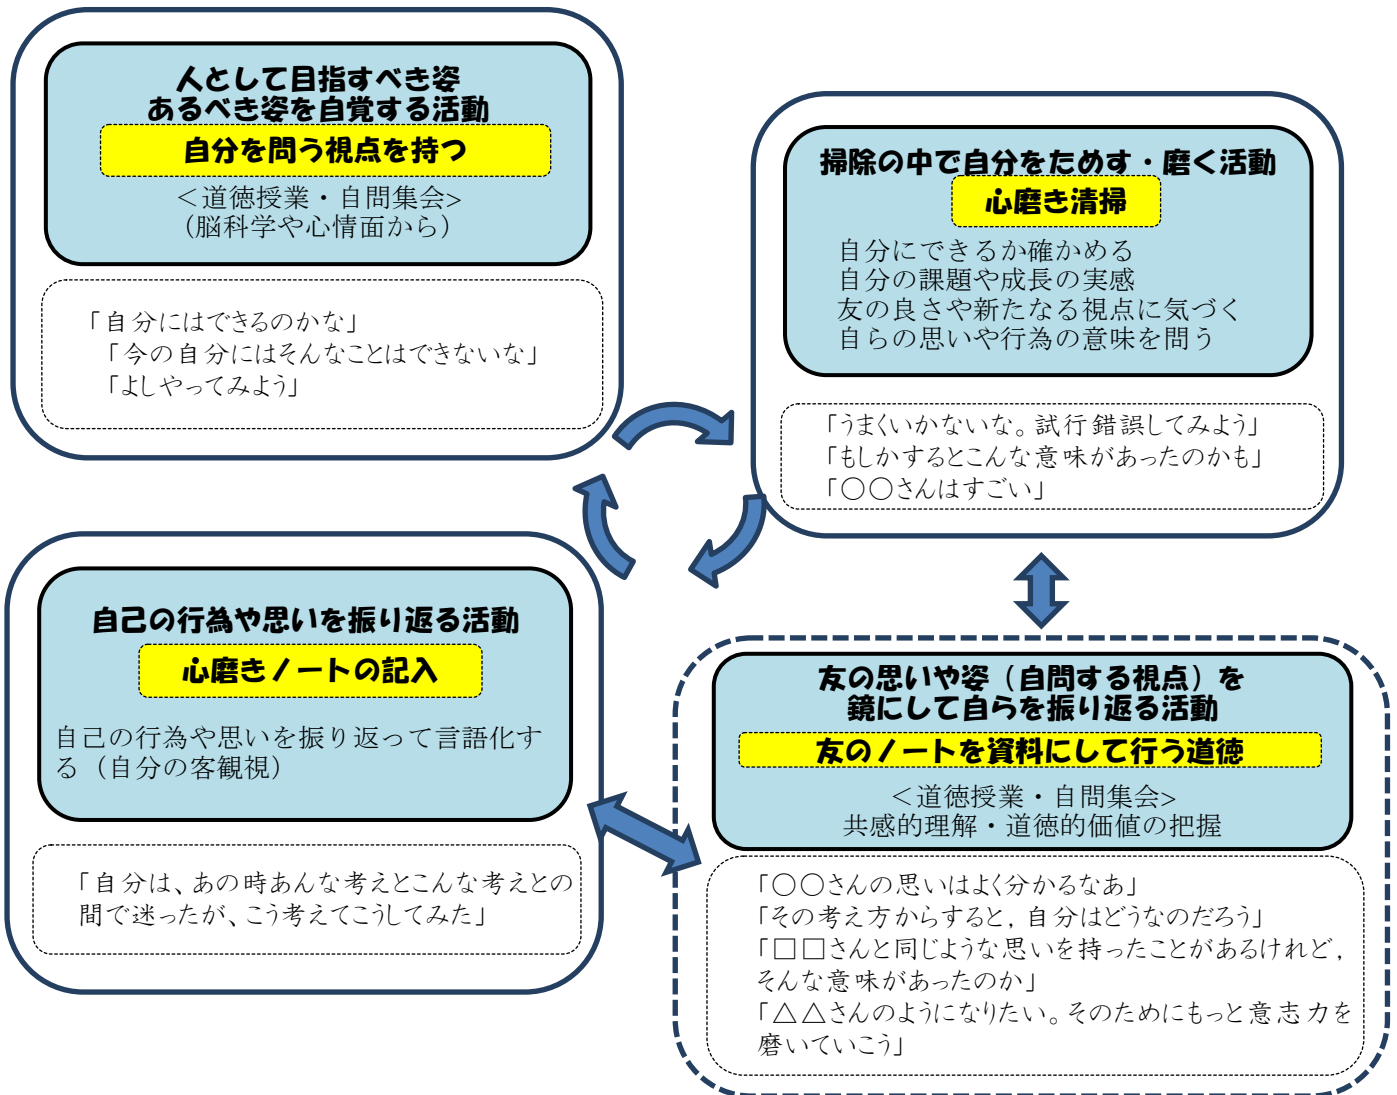 人として目指すべき姿
あるべき姿を自覚する活動
自分を問う視点を持つ
＜道徳授業・自問集会>
（脳科学や心情面から）
「自分にはできるのかな」
「今の自分にはそんなことはできないな」
「よしやってみよう」
掃除の中で自分をためす・磨く活動
心磨き清掃
自分にできるか確かめる
自分の課題や成長の実感
友の良さや新たなる視点に気づく
自らの思いや行為の意味を問う
「うまくいかないな。試行錯誤してみよう」
「もしかするとこんな意味があったのかも」
「○○さんはすごい」
自己の行為や思いを振り返る活動
心磨きノートの記入
自己の行為や思いを振り返って言語化す
る（自分の客観視）
「自分は、あの時あんな考えとこんな考えとの
間で迷ったが、こう考えてこうしてみた」
友の思いや姿（自問する視点）を
鏡にして自らを振り返る活動
友のノートを資料にして行う道徳
＜道徳授業・自問集会>
共感的理解・道徳的価値の把握
「○○さんの思いはよく分かるなあ」
「その考え方からすると，自分はどうなのだろう」
「□□さんと同じような思いを持ったことがあるけれど，
そんな意味があったのか」
「△△さんのようになりたい。そのためにもっと意志力を
磨いていこう」